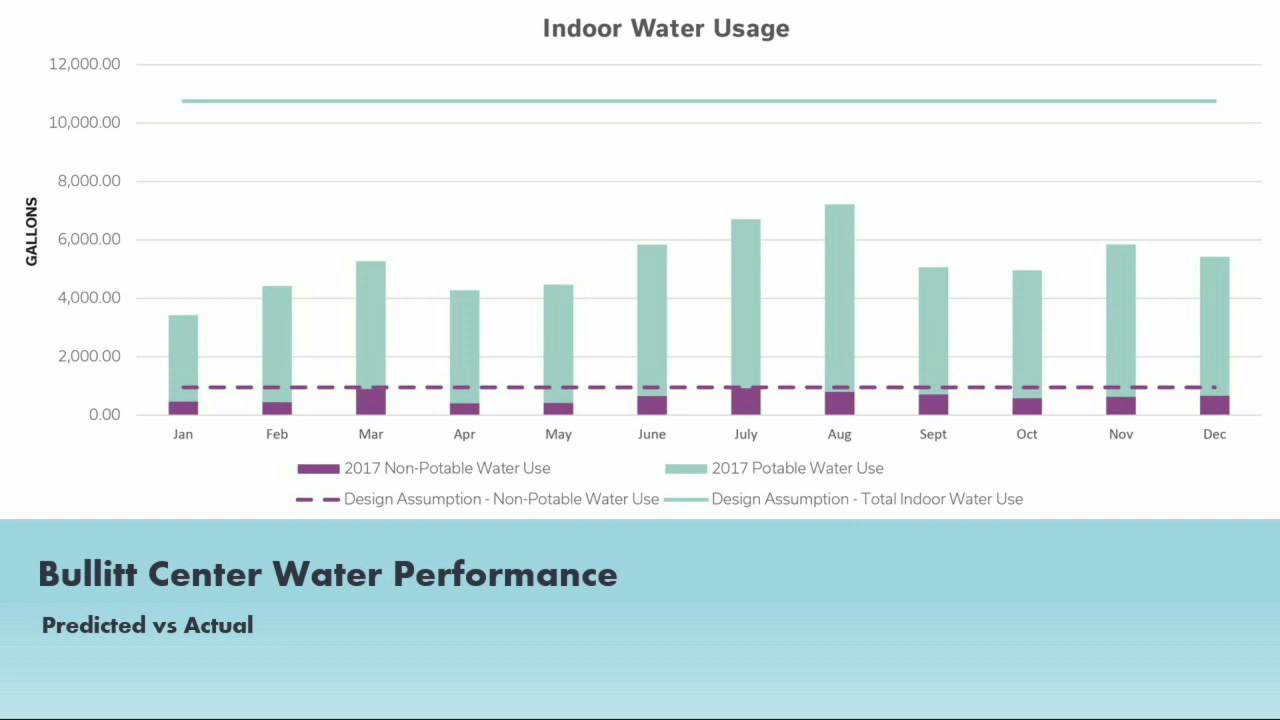 Indoor Water Usage
12,000.00
10,000.00
8,000.00
6,000.00
4,000.00
2,000.00
0.00
GALLONS
Jan Feb Mar Apr May June July Aug Sept Oct Nov Dec
2017 Non-Potable Water Use 2017 Potable Water Use
Design Assumption - Non-Potable Water Use Design Assumption - Total Indoor Water Use
Bullitt Center Water Performance
Predicted vs Actual